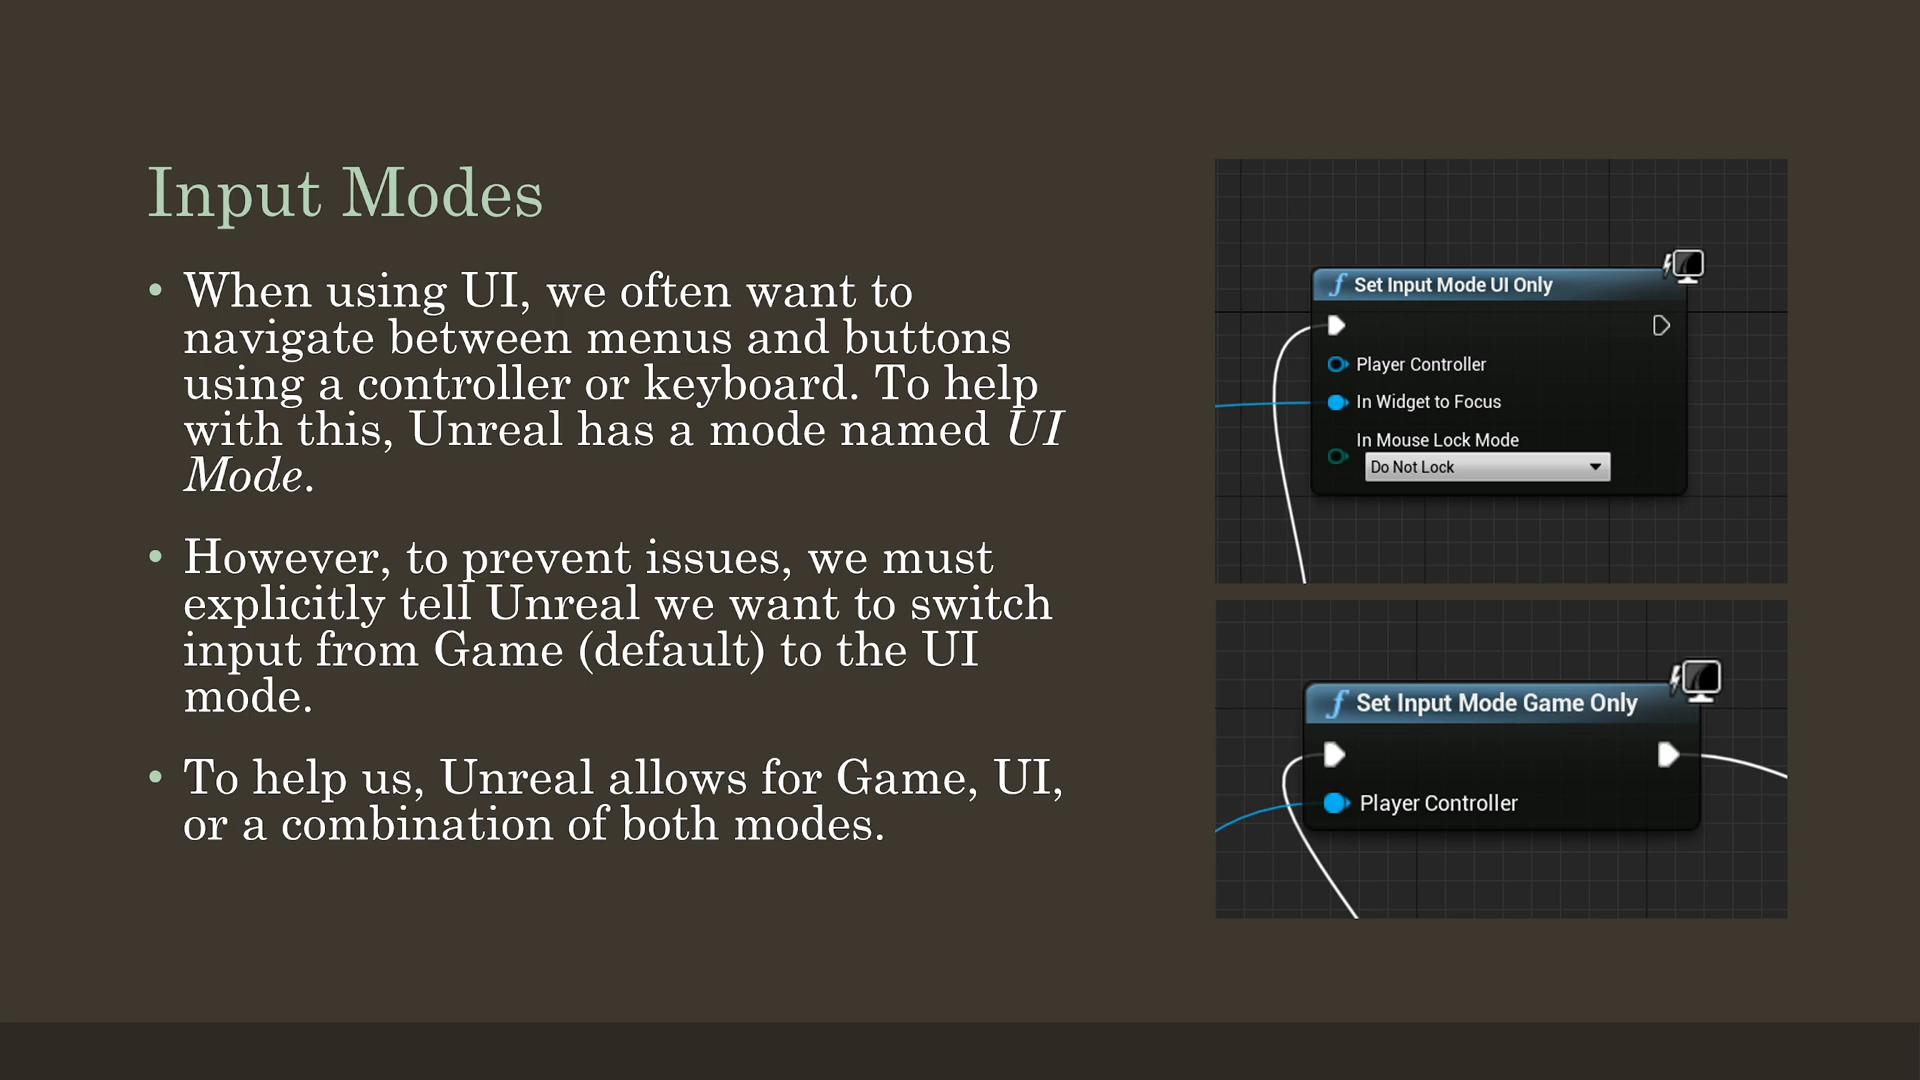 Input Modes
• When using UI, we often want to
navigate between menus and buttons
using a controller or keyboard. To help
with this, Unreal has a mode named UI
Mode.
• However, to prevent issues, we must
explicitly tell Unreal we want to switch
input from Game (default) to the UI
mode.
• To help us, Unreal allows for Game, UI,
or a combination of both modes.
f Set Input Mode UI Only
Player Controller
In Widget to Focus
In Mouse Lock Mode
Do Not Lock
f Set Input Mode Game Only
Player Controller